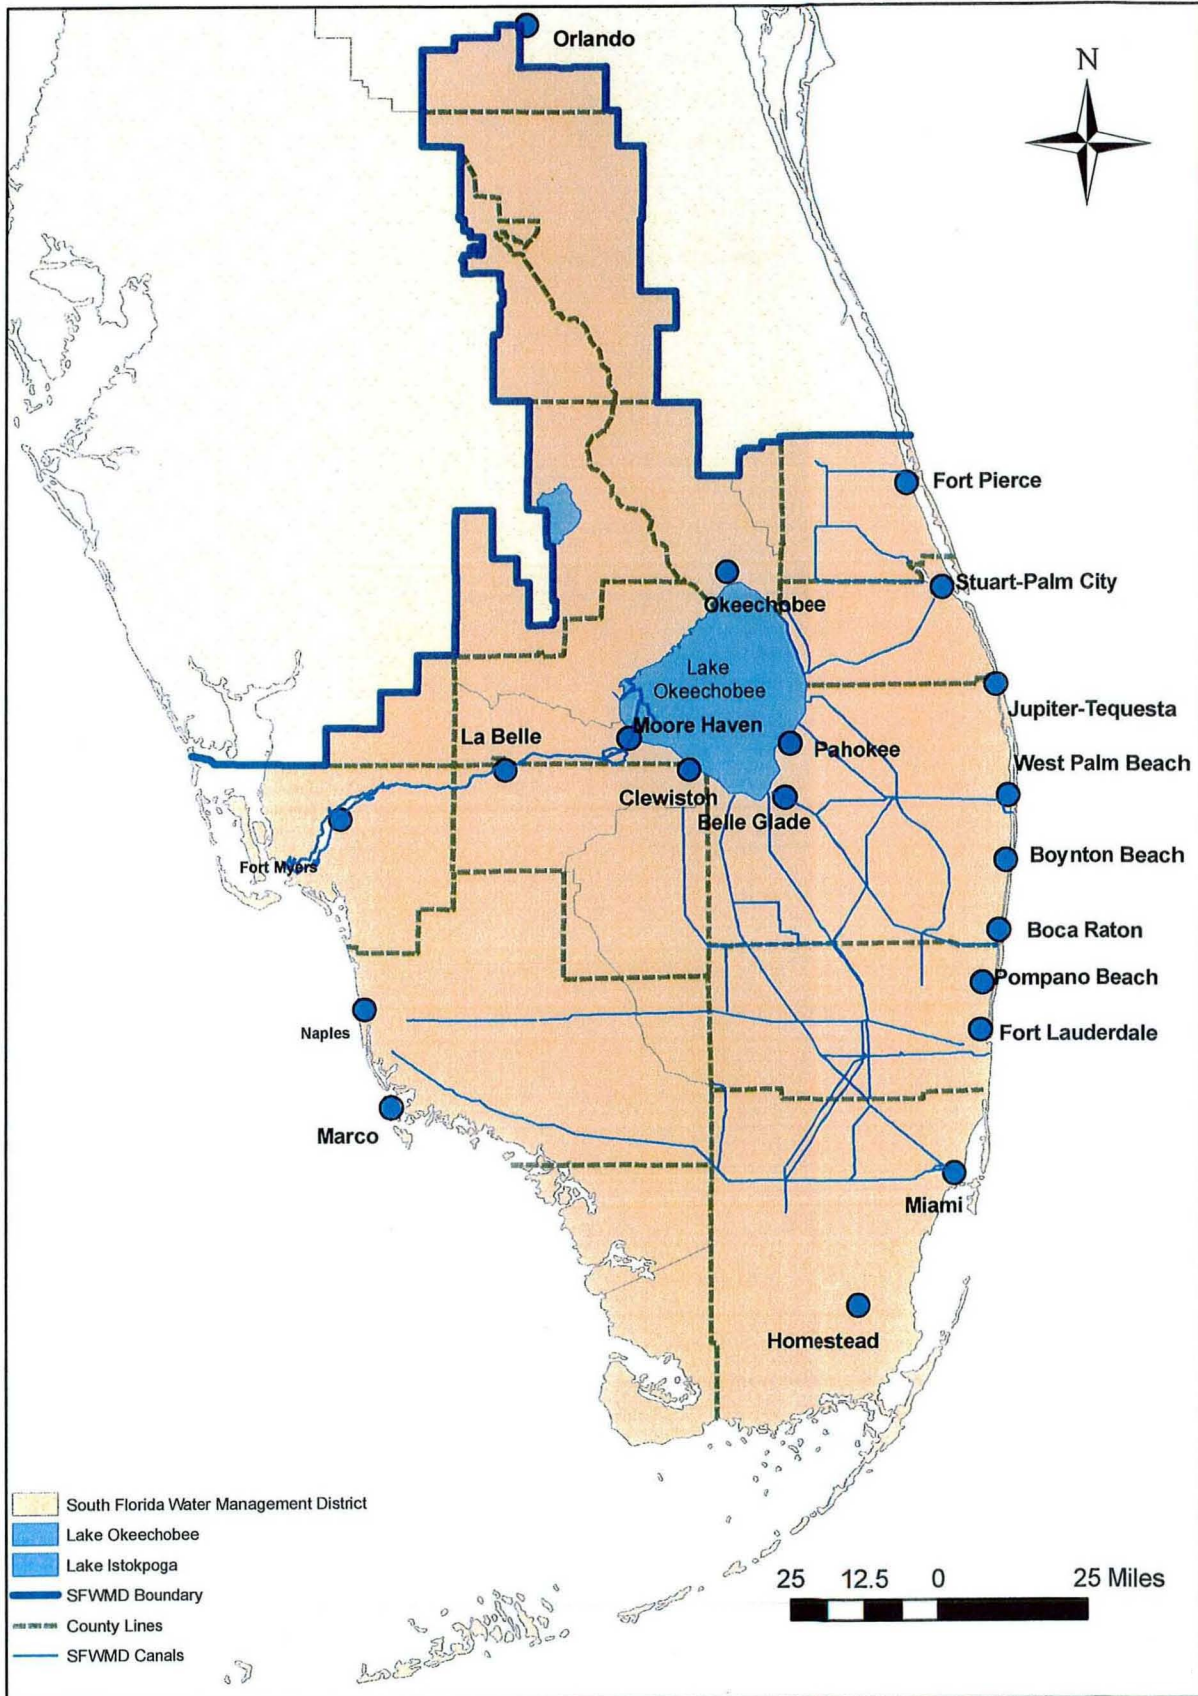 Orlando
N
Fort Pierce
Stuart-Palm City
Okeechobee
Lake
Okeechobee
Jupiter-Tequesta
Moore Haven
La Belle
Pahokee
West Palm Beach
Clewiston
Belle Glade
Boynton Beach
Fort Myers
Boca Raton
Pompano Beach
Naples
Fort Lauderdale
Marco
Miami
Homestead
South Florida Water Management District
Lake Okeechobee
Lake Istokpoga
SFWMD Boundary
County Lines
SFWMD Canals
25 12.5 0 25 Miles